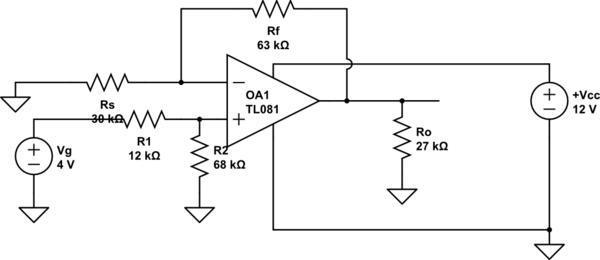 Rf
63 kΩ
OA1
TL081
+Vcc
12 V
Rs
30 kΩ
Vg
4 V
R1
12 kΩ
R2
68 kΩ
Ro
27 kΩ